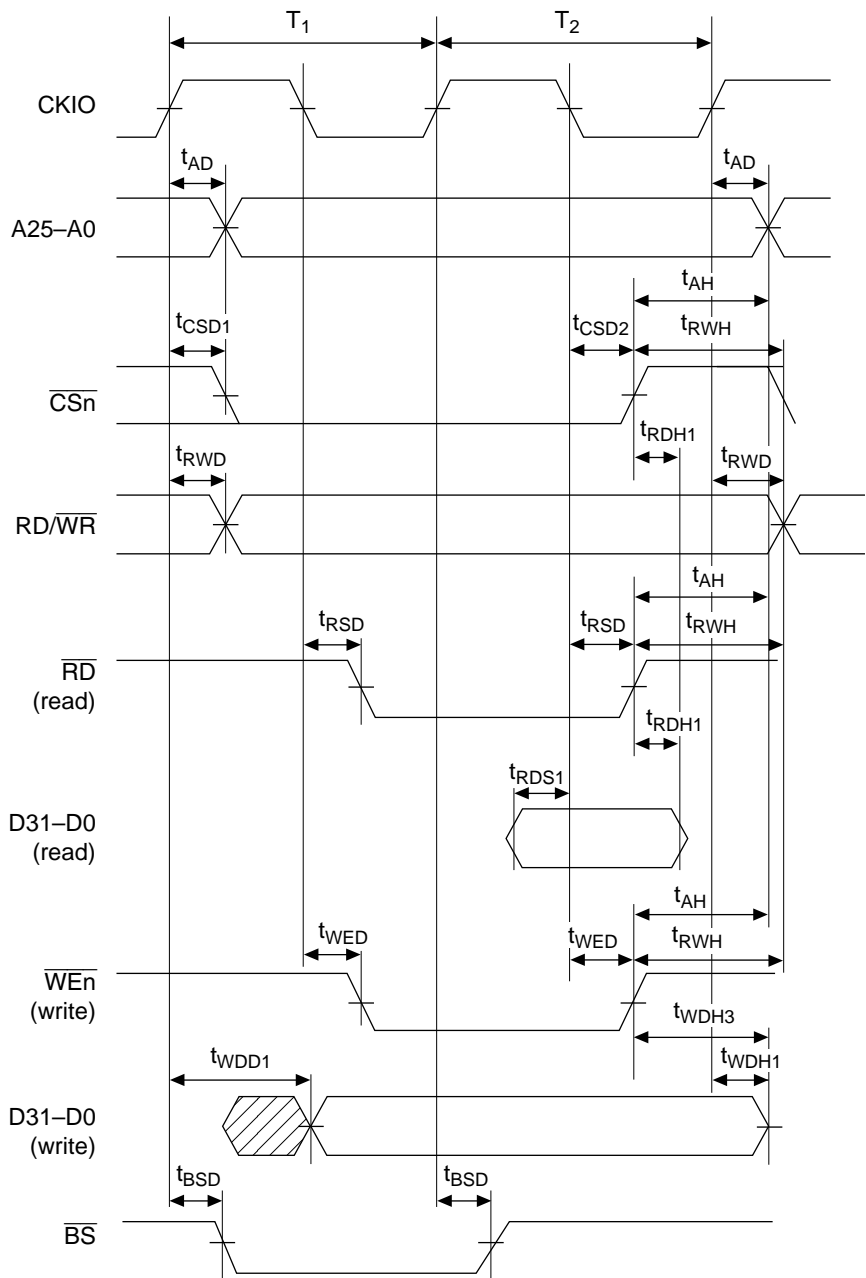 T1 T2
CKIO
tAD tAD
A25–A0
tAH
tCSD1 tCSD2 tRWH
CSn
tRDH1
tRWD tRWD
RD/WR
tAH
tRSD tRSD tRWH
RD
(read)
tRDH1
tRDS1
D31–D0
(read)
tAH
tWED tWED tRWH
WEn
(write)
tWDH3
tWDD1 tWDH1
D31–D0
(write)
tBSD tBSD
BS